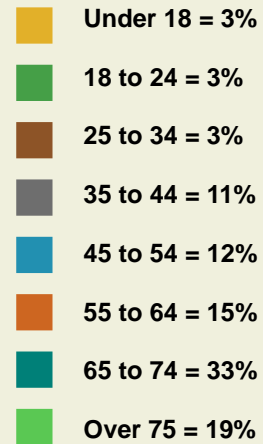 Under 18 = 3%
18 to 24 = 3%
25 to 34 = 3%
35 to 44 = 11%
45 to 54 = 12%
55 to 64 = 15%
65 to 74 = 33%
Over 75 = 19%